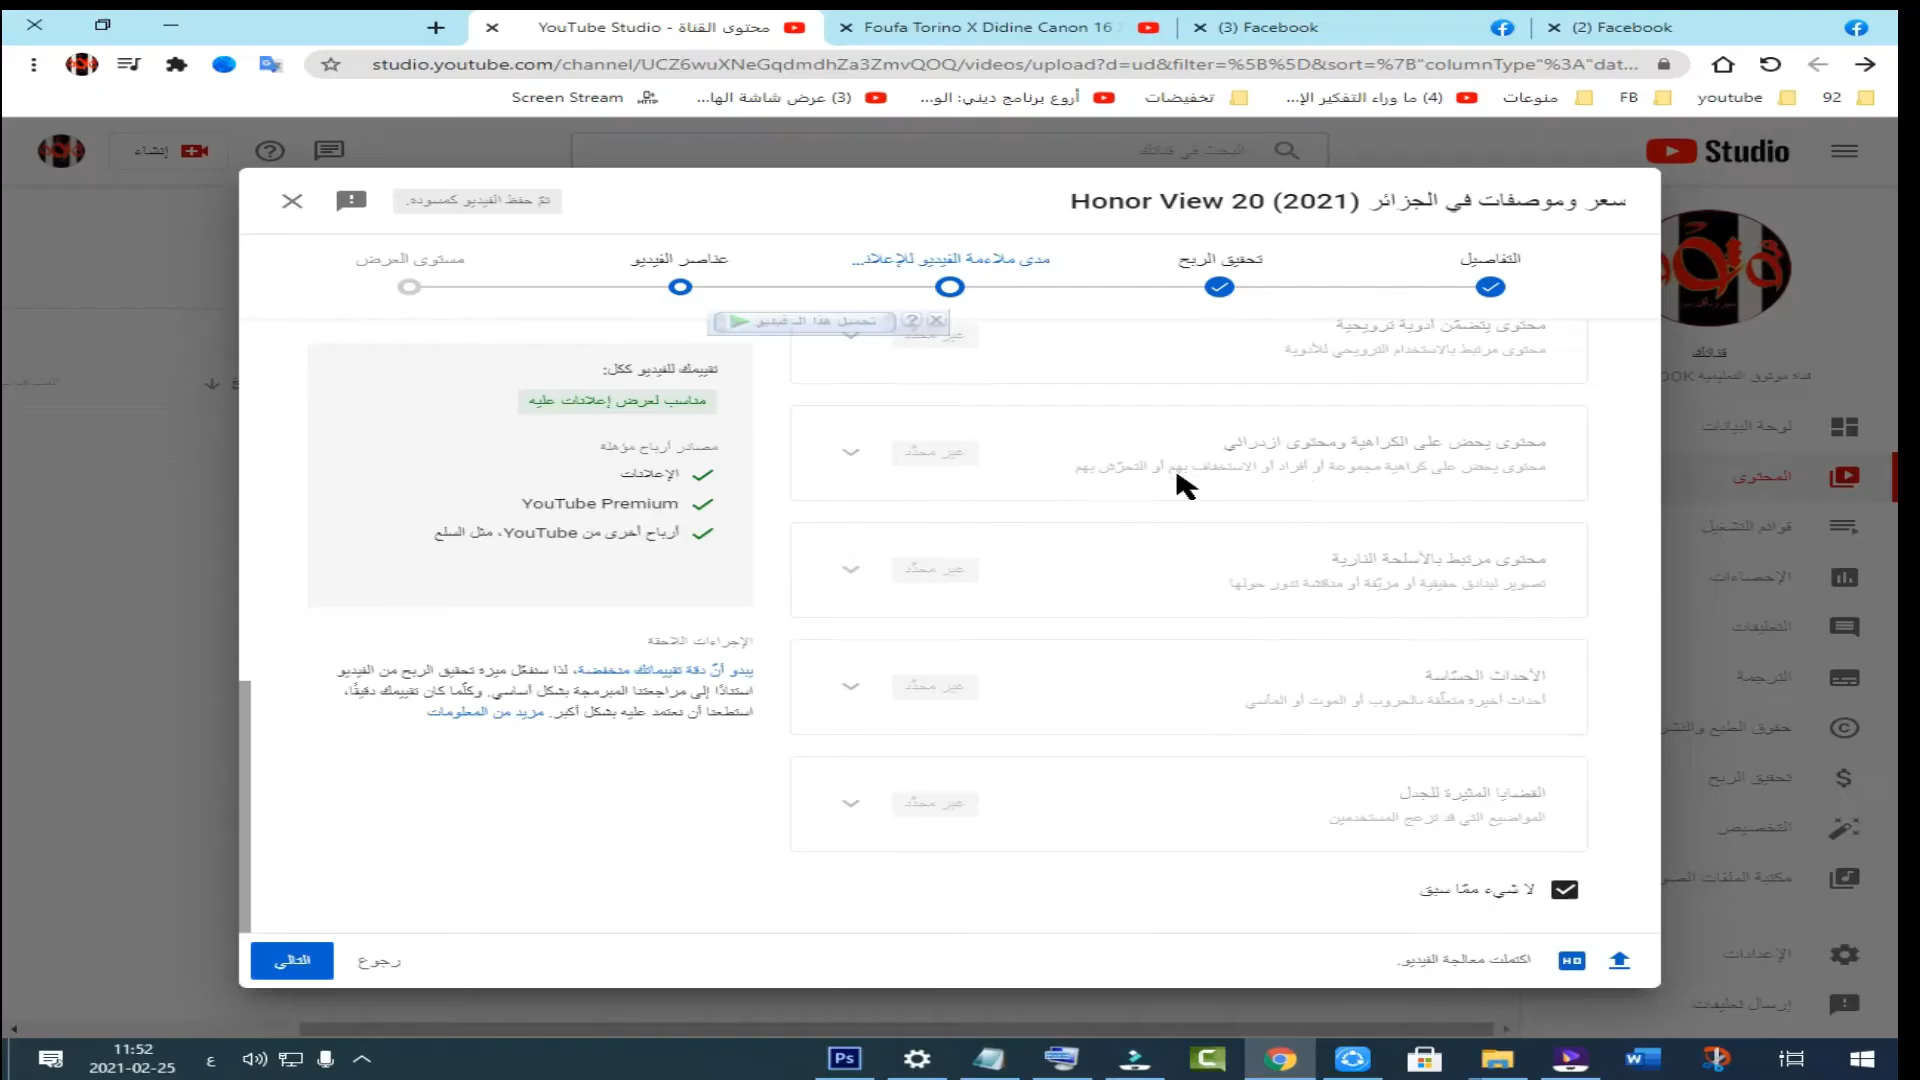 محتوى القناة - YouTube Studio
Foufa Torino X Didine Canon 16
(3) Facebook
(2) Facebook
studio.youtube.com/channel/UCZ6wuXNeGqdmdhZa3ZmvQOQ/videos/upload?d=ud&filter=%5B%5D&sort=%7B"columnType"%3A"dat...
92
youtube
FB
منوعات
(4) ما وراء التفكير الإ...
تخفيضات
أروع برنامج ديني: الو...
(3) عرض شاشة الها...
Screen Stream
Studio
البحث في قناتك
إنشاء
سعر وموصفات في الجزائر Honor View 20 (2021)
تمّ حفظ الفيديو كمسودة.
التفاصيل
تحقيق الربح
مدى ملاءمة الفيديو للإعلانـ...
عناصر الفيديو
مستوى العرض
تحميل هذا الـ فيديو
محتوى يتضمّن أدوية ترويحية
محتوى مرتبط بالاستخدام الترويحي للأدوية
غير محدّد
محتوى يحض على الكراهية ومحتوى ازدرائي
محتوى يحض على كراهية مجموعة أو أفراد أو الاستخفاف بهم أو التحرّش بهم
غير محدّد
محتوى مرتبط بالأسلحة النارية
تصوير لبنادق حقيقية أو مزيّفة أو مناقشة تدور حولها
غير محدّد
الأحداث الحسّاسة
أحداث أخيرة متعلّقة بالحروب أو الموت أو المآسي
غير محدّد
القضايا المثيرة للجدل
المواضيع التي قد تزعج المستخدمين
غير محدّد
لا شيء ممّا سبق
تقييمك للفيديو ككل:
مناسب لعرض إعلانات عليه
مصادر أرباح مؤهلة
الإعلانات
YouTube Premium
أرباح أخرى من YouTube، مثل السلع
الإجراءات اللاحقة
يبدو أنّ دقة تقييماتك منخفضة، لذا ستفعّل ميزة تحقيق الربح من الفيديو
استنادًا إلى مراجعتنا المبرمجة بشكل أساسي. وكلّما كان تقييمك دقيقًا،
استطعنا أن نعتمد عليه بشكل أكبر. مزيد من المعلومات
اكتملت معالجة الفيديو.
HD
رجوع
التالي
قناتك
قناة موثوق التعليمية
لوحة البيانات
المحتوى
قوائم التشغيل
الإحصاءات
التعليقات
الترجمة
حقوق الطبع والنشر
تحقيق الربح
التخصيص
مكتبة الملفات الصو
الإعدادات
إرسال تعليقات
Ps
ع
11:52
2021-02-25